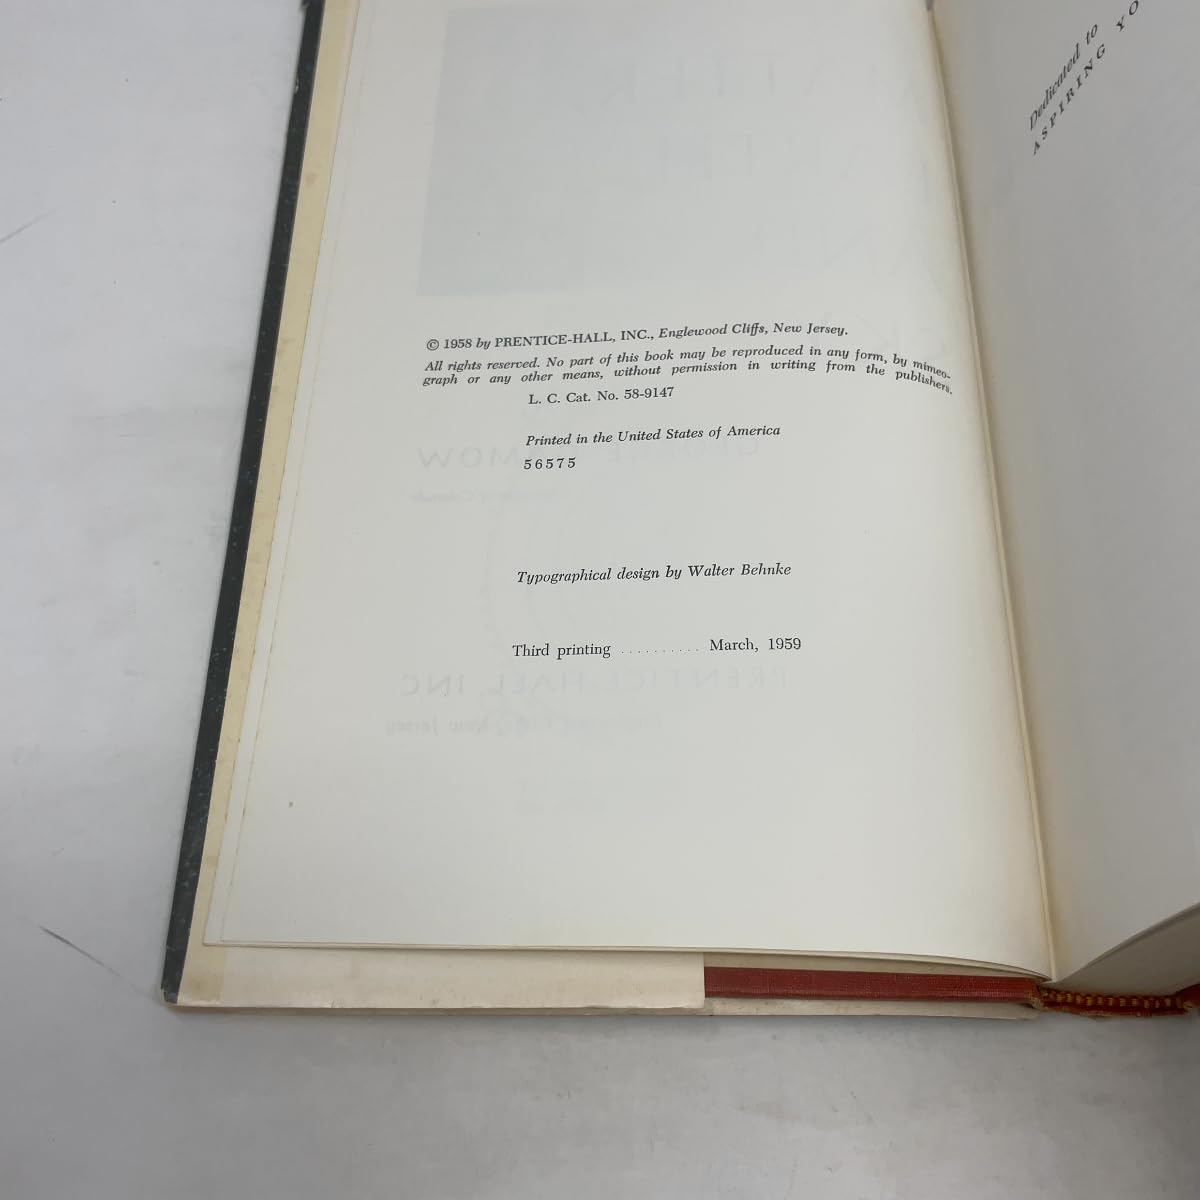 © 1958 by PRENTICE-HALL, INC., Englewood Cliffs, New Jersey.
All rights reserved. No part of this book may be reproduced in any form, by mimeo-
graph or any other means, without permission in writing from the publishers.
L. C. Cat. No. 58-9147
Printed in the United States of America
56575
Typographical design by Walter Behnke
Third printing .......... March, 1959
Dedicated to
ASPIRING YO